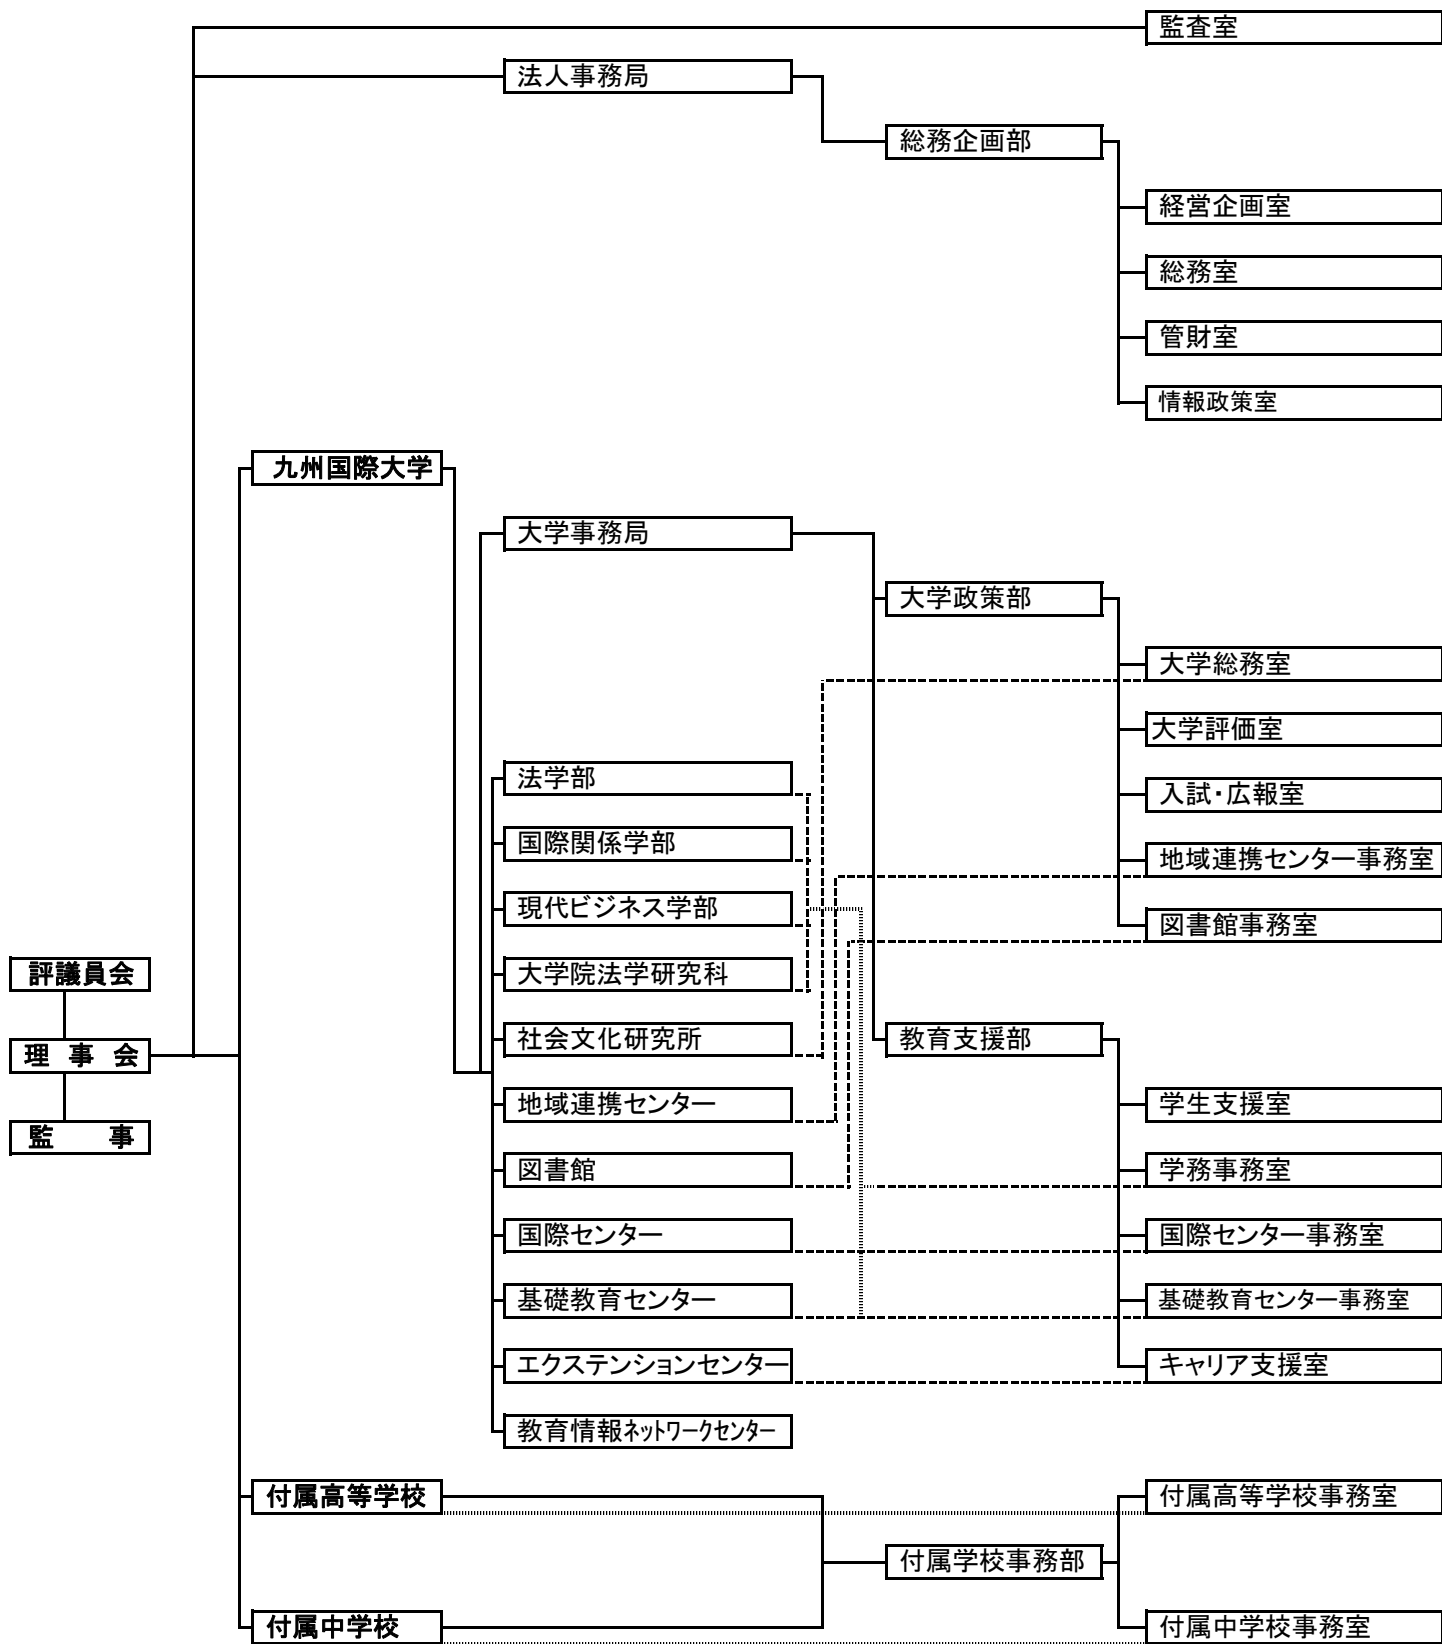 監査室
法人事務局
総務企画部
経営企画室
総務室
管財室
情報政策室
九州国際大学
大学事務局
大学政策部
大学総務室
大学評価室
法学部
入試・広報室
国際関係学部
地域連携センター事務室
現代ビジネス学部
図書館事務室
評議員会
大学院法学研究科
理 事 会
社会文化研究所
教育支援部
地域連携センター
学生支援室
監 事
図書館
学務事務室
国際センター
国際センター事務室
基礎教育センター
基礎教育センター事務室
エクステンションセンター
キャリア支援室
教育情報ネットワークセンター
付属高等学校
付属高等学校事務室
付属学校事務部
付属中学校
付属中学校事務室